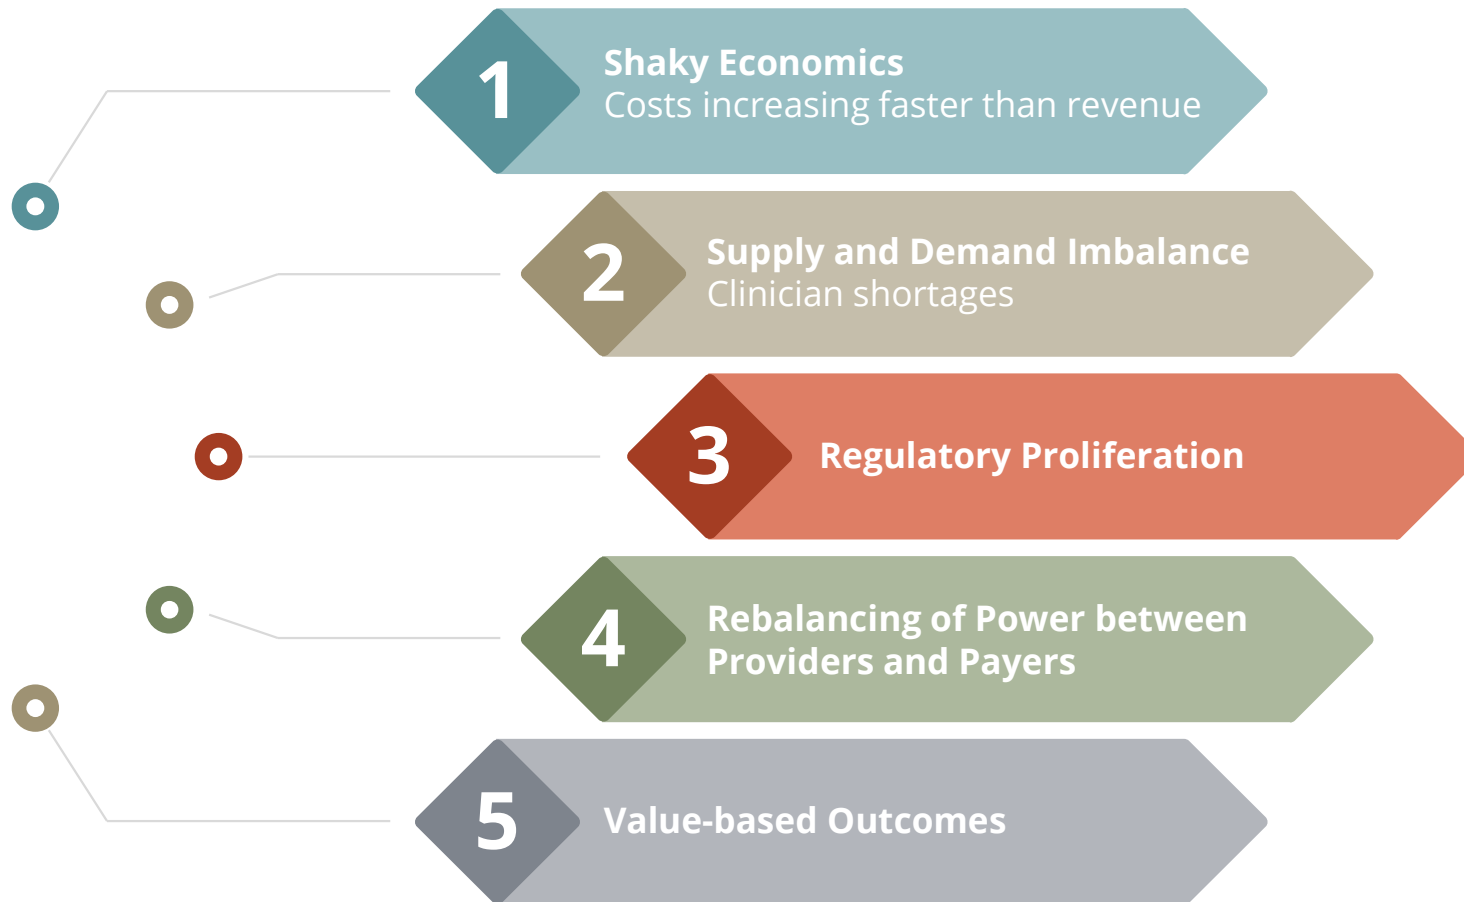 1
Shaky Economics
Costs increasing faster than revenue
2
Supply and Demand Imbalance
Clinician shortages
3
Regulatory Proliferation
4
Rebalancing of Power between
Providers and Payers
5
Value-based Outcomes